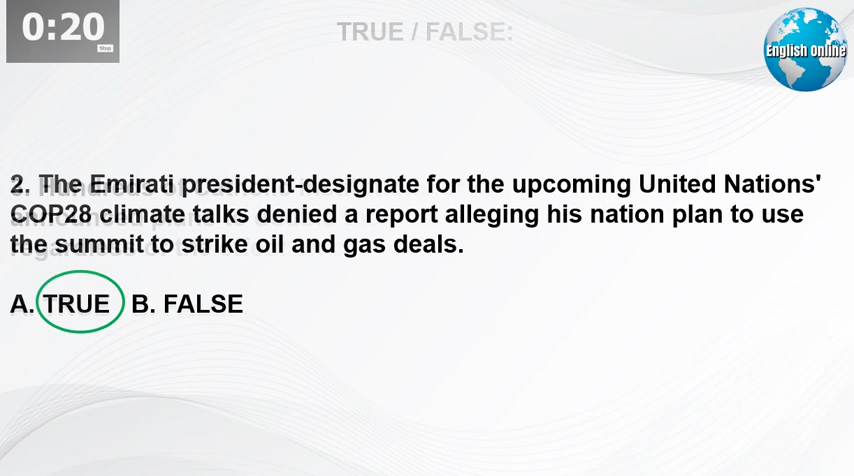 0:20
Stop
TRUE / FALSE:
English Online
2. The Emirati president-designate for the upcoming United Nations'
COP28 climate talks denied a report alleging his nation plan to use
the summit to strike oil and gas deals.
A. TRUE B. FALSE